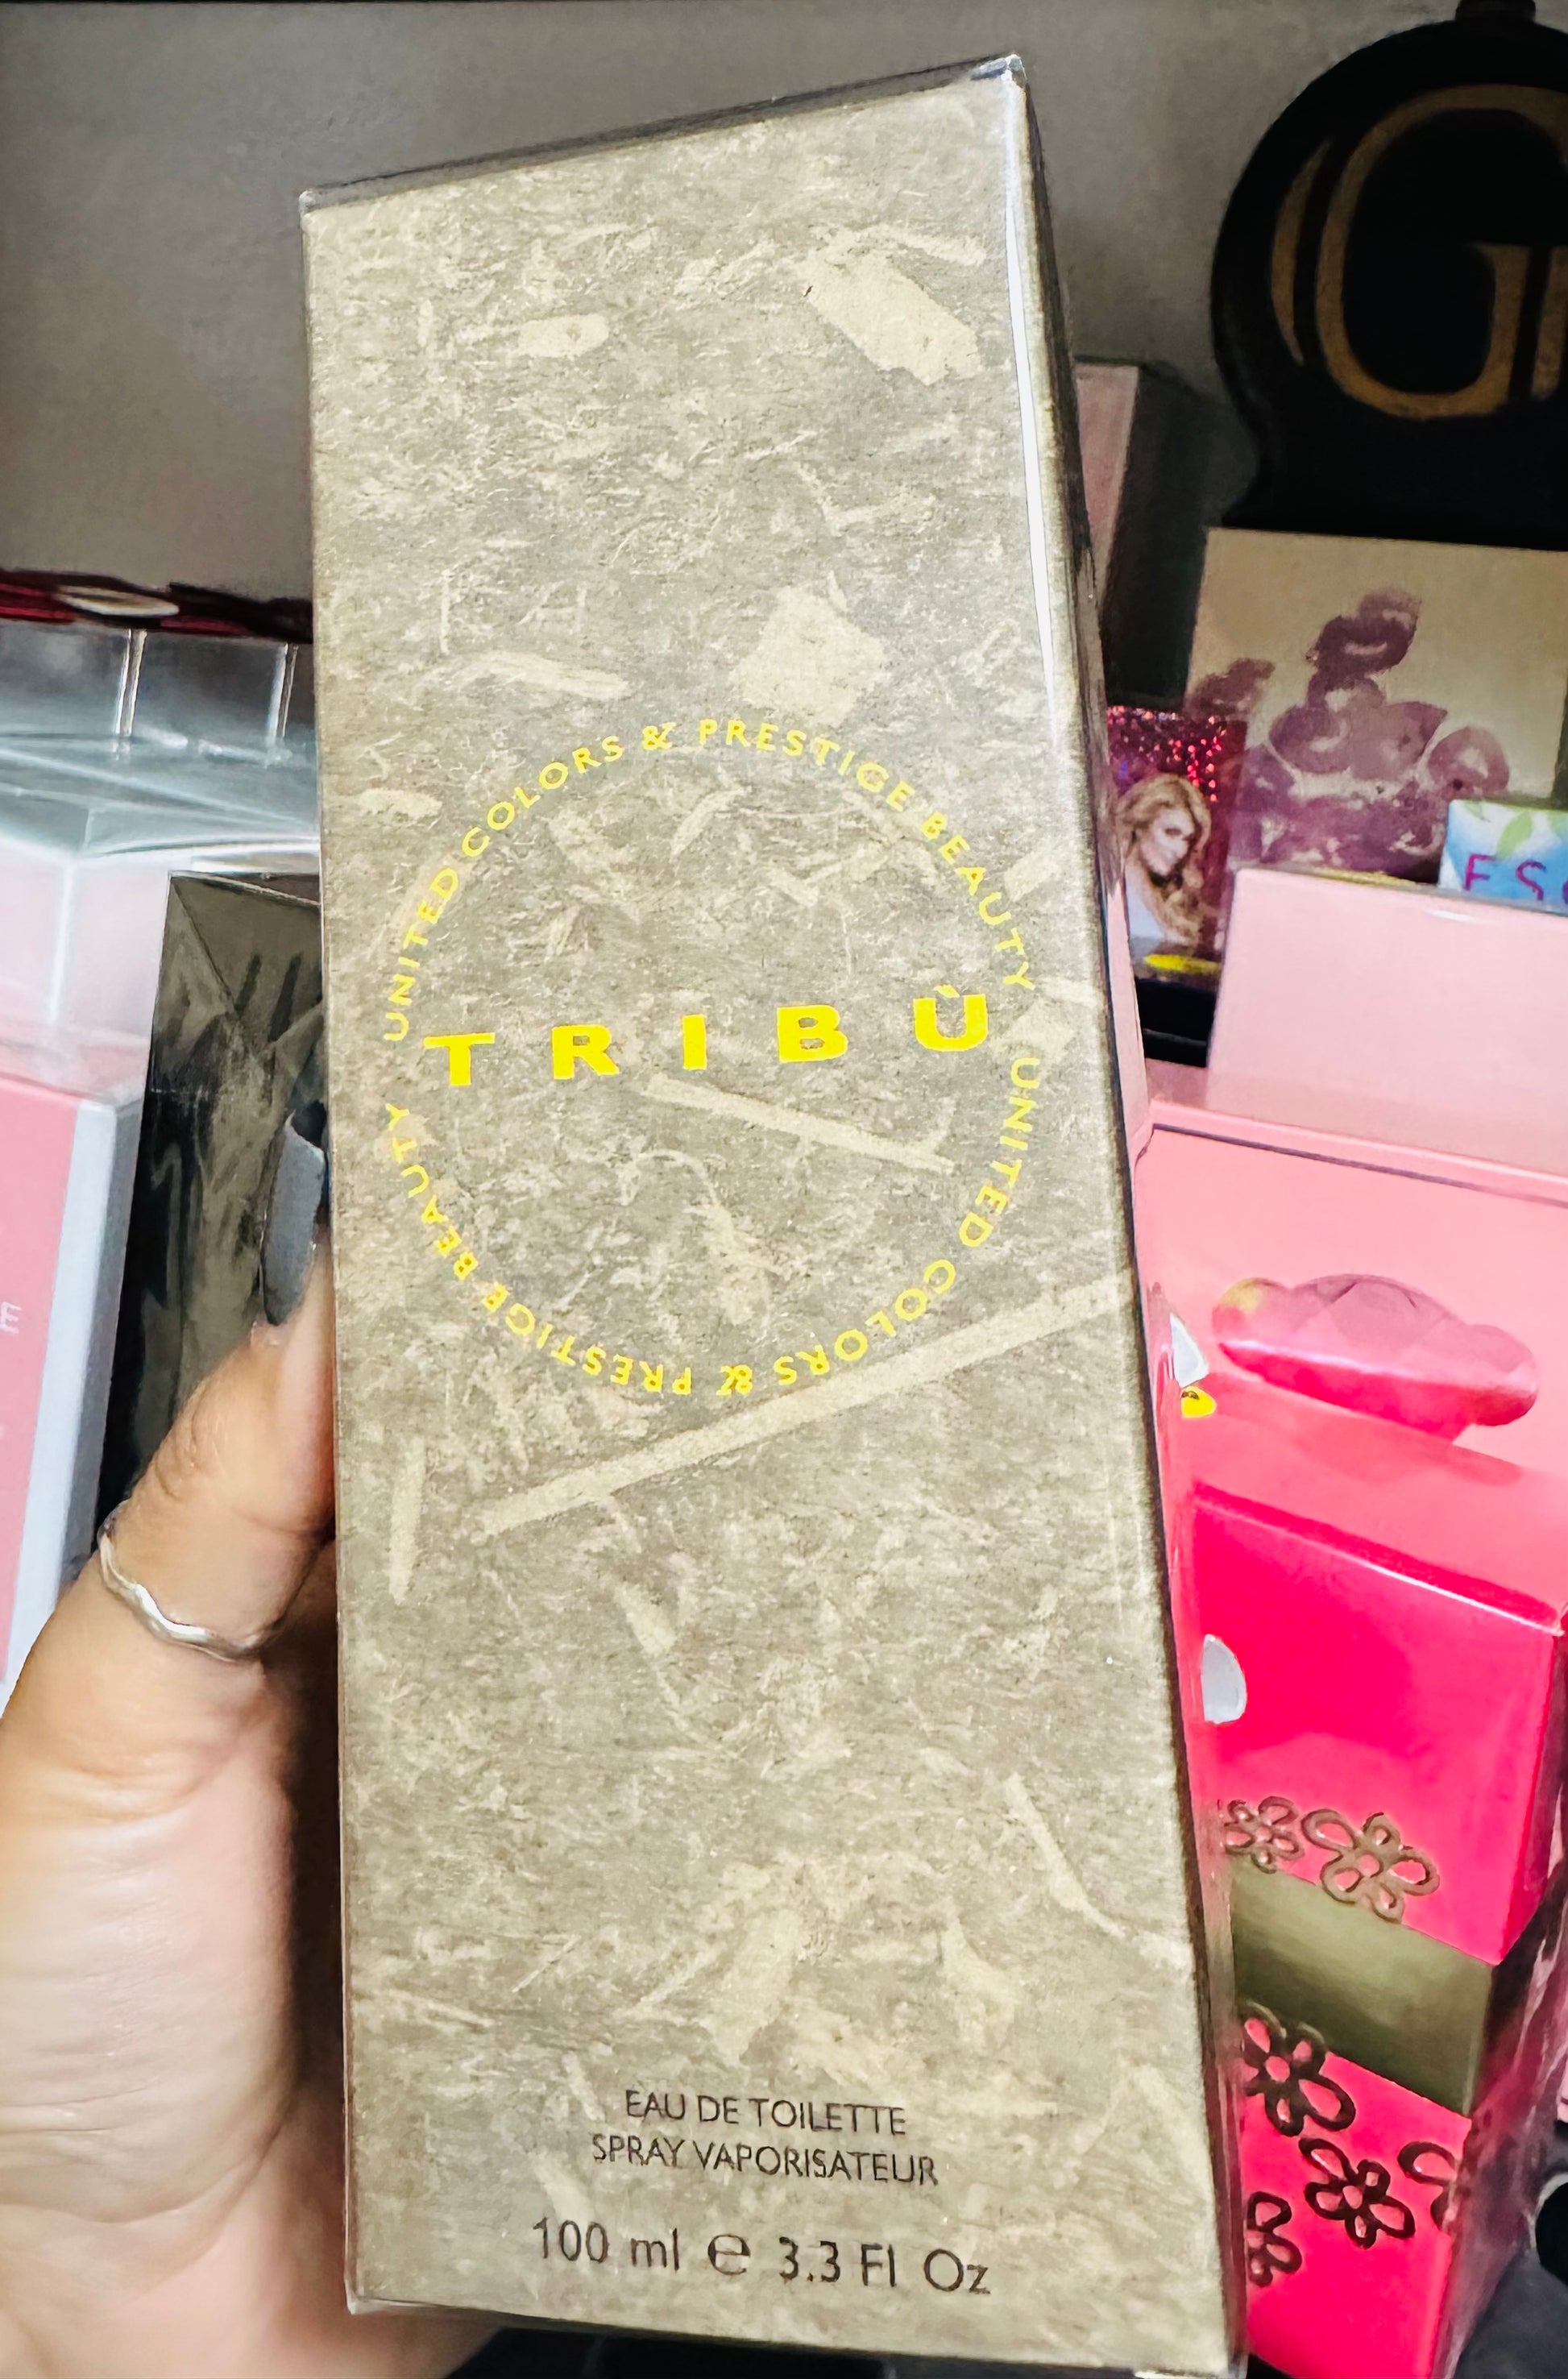 UNITED COLORS & PRESTIGE BEAUTY
TRIBÙ
UNITED COLORS & PRESTIGE BEAUTY
EAU DE TOILETTE
SPRAY VAPORISATEUR
100 ml e 3.3 Fl Oz
G